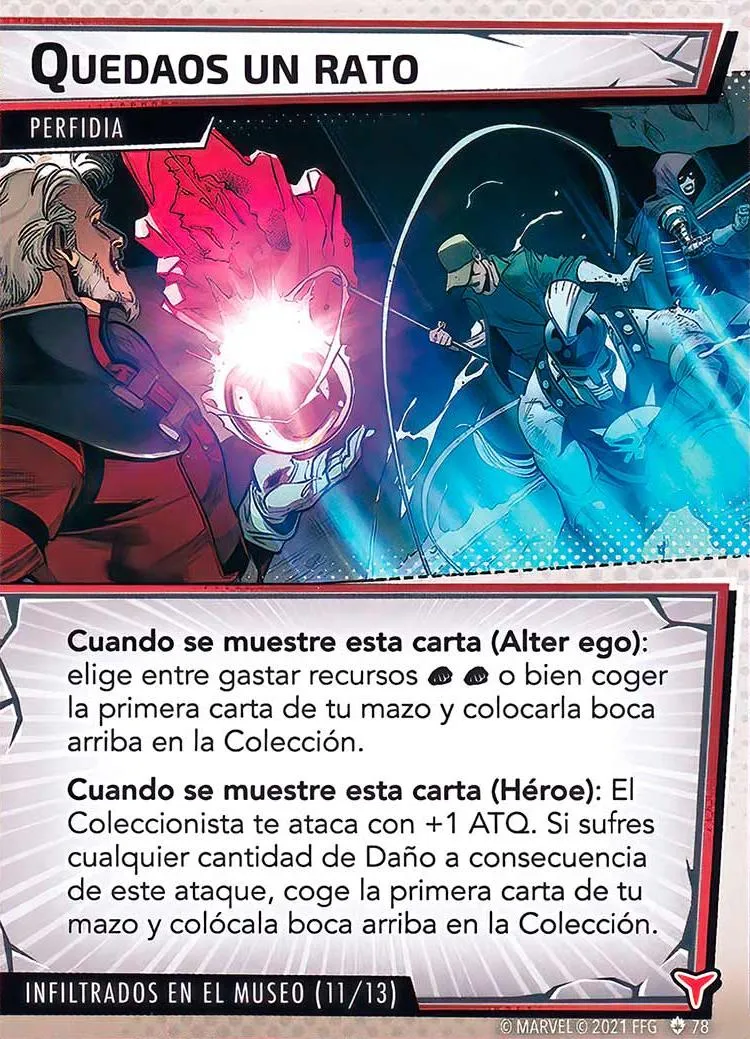 QUEDAOS UN RATO
PERFIDIA
Cuando se muestre esta carta (Alter ego):
elige entre gastar recursos o bien coger
la primera carta de tu mazo y colocarla boca
arriba en la Colección.
Cuando se muestre esta carta (Héroe): El
Coleccionista te ataca con +1 ATQ. Si sufres
cualquier cantidad de Daño a consecuencia
de este ataque, coge la primera carta de tu
mazo y colócala boca arriba en la Colección.
INFILTRADOS EN EL MUSEO (11/13)
© MARVEL © 2021 FFG 78